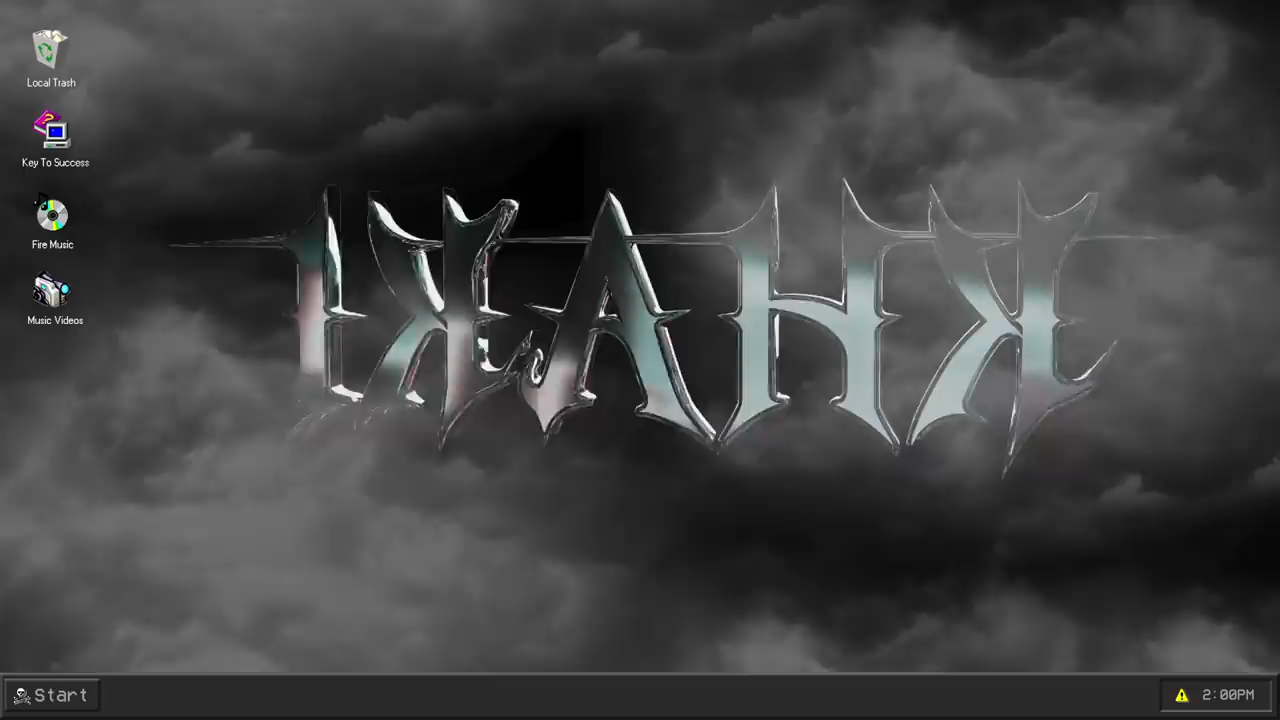 Local Trash
Key To Success
Fire Music
Music Videos
Start
2:00PM